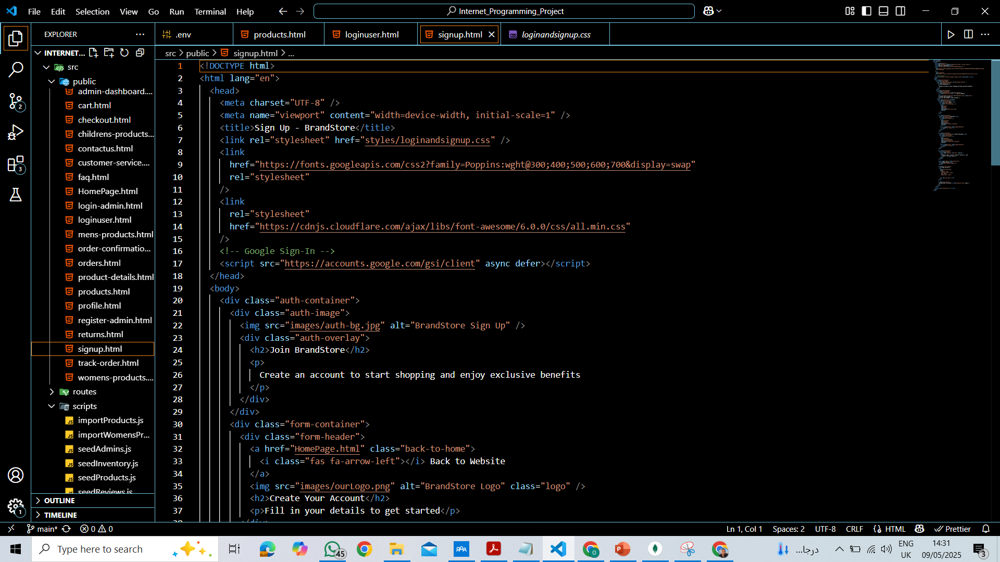 File Edit Selection View Go Run Terminal Help
Internet_Programming_Project
EXPLORER
INTERNET...
src
public
admin-dashboard....
cart.html
checkout.html
childrens-products...
contactus.html
customer-service....
faq.html
HomePage.html
login-admin.html
loginuser.html
mens-products.html
order-confirmatio...
orders.html
product-details.html
products.html
profile.html
register-admin.html
returns.html
signup.html
track-order.html
womens-products....
routes
scripts
importProducts.js
importWomensPr...
seedAdmins.js
seedInventory.js
seedProducts.js
seedReviews.js
OUTLINE
TIMELINE
2
3
1
.env products.html loginuser.html signup.html loginandsignup.css
src > public > signup.html > ...
1 <!DOCTYPE html>
2 <html lang="en">
3 <head>
4 <meta charset="UTF-8" />
5 <meta name="viewport" content="width=device-width, initial-scale=1" />
6 <title>Sign Up - BrandStore</title>
7 <link rel="stylesheet" href="styles/loginandsignup.css" />
8 <link
9 href="https://fonts.googleapis.com/css2?family=Poppins:wght@300;400;500;600;700&display=swap"
10 rel="stylesheet"
11 />
12 <link
13 rel="stylesheet"
14 href="https://cdnjs.cloudflare.com/ajax/libs/font-awesome/6.0.0/css/all.min.css"
15 />
16 <!-- Google Sign-In -->
17 <script src="https://accounts.google.com/gsi/client" async defer></script>
18 </head>
19 <body>
20 <div class="auth-container">
21 <div class="auth-image">
22 <img src="images/auth-bg.jpg" alt="BrandStore Sign Up" />
23 <div class="auth-overlay">
24 <h2>Join BrandStore</h2>
25 <p>
26 Create an account to start shopping and enjoy exclusive benefits
27 </p>
28 </div>
29 </div>
30 <div class="form-container">
31 <div class="form-header">
32 <a href="HomePage.html" class="back-to-home">
33 <i class="fas fa-arrow-left"></i> Back to Website
34 </a>
35 <img src="images/ourLogo.png" alt="BrandStore Logo" class="logo" />
36 <h2>Create Your Account</h2>
37 <p>Fill in your details to get started</p>
38 </div>
main* 0 0 Ln 1, Col 1 Spaces: 2 UTF-8 CRLF HTML Prettier
Type here to search
45
درجا...
ENG
UK
14:31
09/05/2025
3